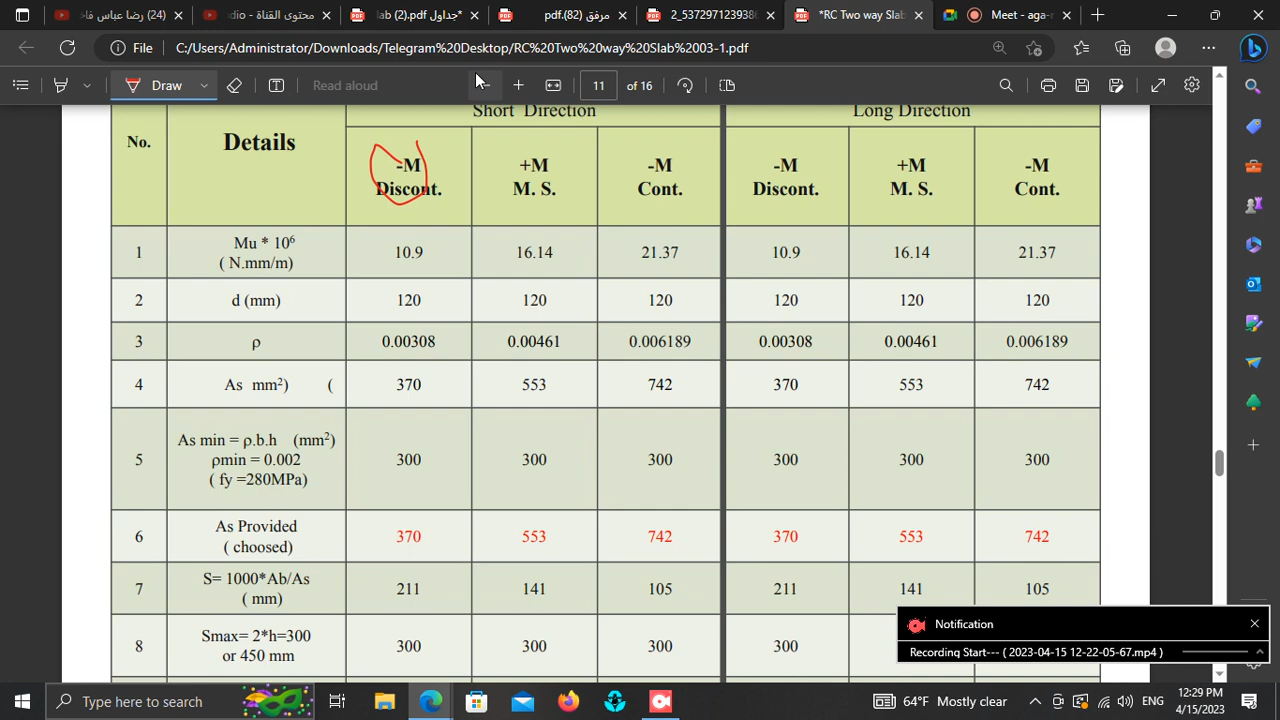 (24) رضا عباس فاخ
محتوى القناة - udio
*جداول lab (2).pdf
مرفق (82).pdf
2_5372971239386
*RC Two way Slab
Meet - aga-r
File
C:/Users/Administrator/Downloads/Telegram%20Desktop/RC%20Two%20way%20Slab%2003-1.pdf
Draw
Read aloud
11 of 16
Short Direction Long Direction
No. Details
-M +M -M -M +M -M
Discont. M. S. Cont. Discont. M. S. Cont.
1 Mu * 10⁶ ( N.mm/m) 10.9 16.14 21.37 10.9 16.14 21.37
2 d (mm) 120 120 120 120 120 120
3 ρ 0.00308 0.00461 0.006189 0.00308 0.00461 0.006189
4 As mm²) ( 370 553 742 370 553 742
5 As min = ρ.b.h (mm²)
ρmin = 0.002 300 300 300 300 300 300
( fy =280MPa)
6 As Provided ( choosed) 370 553 742 370 553 742
7 S= 1000*Ab/As ( mm) 211 141 105 211 141 105
8 Smax= 2*h=300 or 450 mm 300 300 300 300
Notification
Recording Start--- ( 2023-04-15 12-22-05-67.mp4 )
Type here to search
64°F Mostly clear
ENG
12:29 PM
4/15/2023